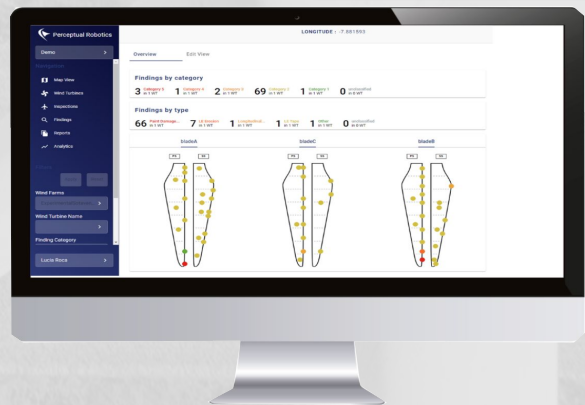 Perceptual Robotics
LONGITUDE : -7.881593
Demo
Overview
Edit View
Map View
Wind Turbines
Inspections
Findings
Reports
Analytics
Findings by category
3 Category 5 in 1 WT
1 Category 4 in 1 WT
2 Category 3 in 1 WT
69 Category 2 in 1 WT
1 Category 1 in 1 WT
0 unclassified in 0 WT
Findings by type
66 Paint Damage... in 1 WT
7 in 1 WT
1 in 1 WT
1 in 1 WT
1 Other in 1 WT
0 unclassified in 0 WT
bladeA
bladeC
bladeB
Wind Farms
Wind Turbine Name
Finding Category
Lucia Roca